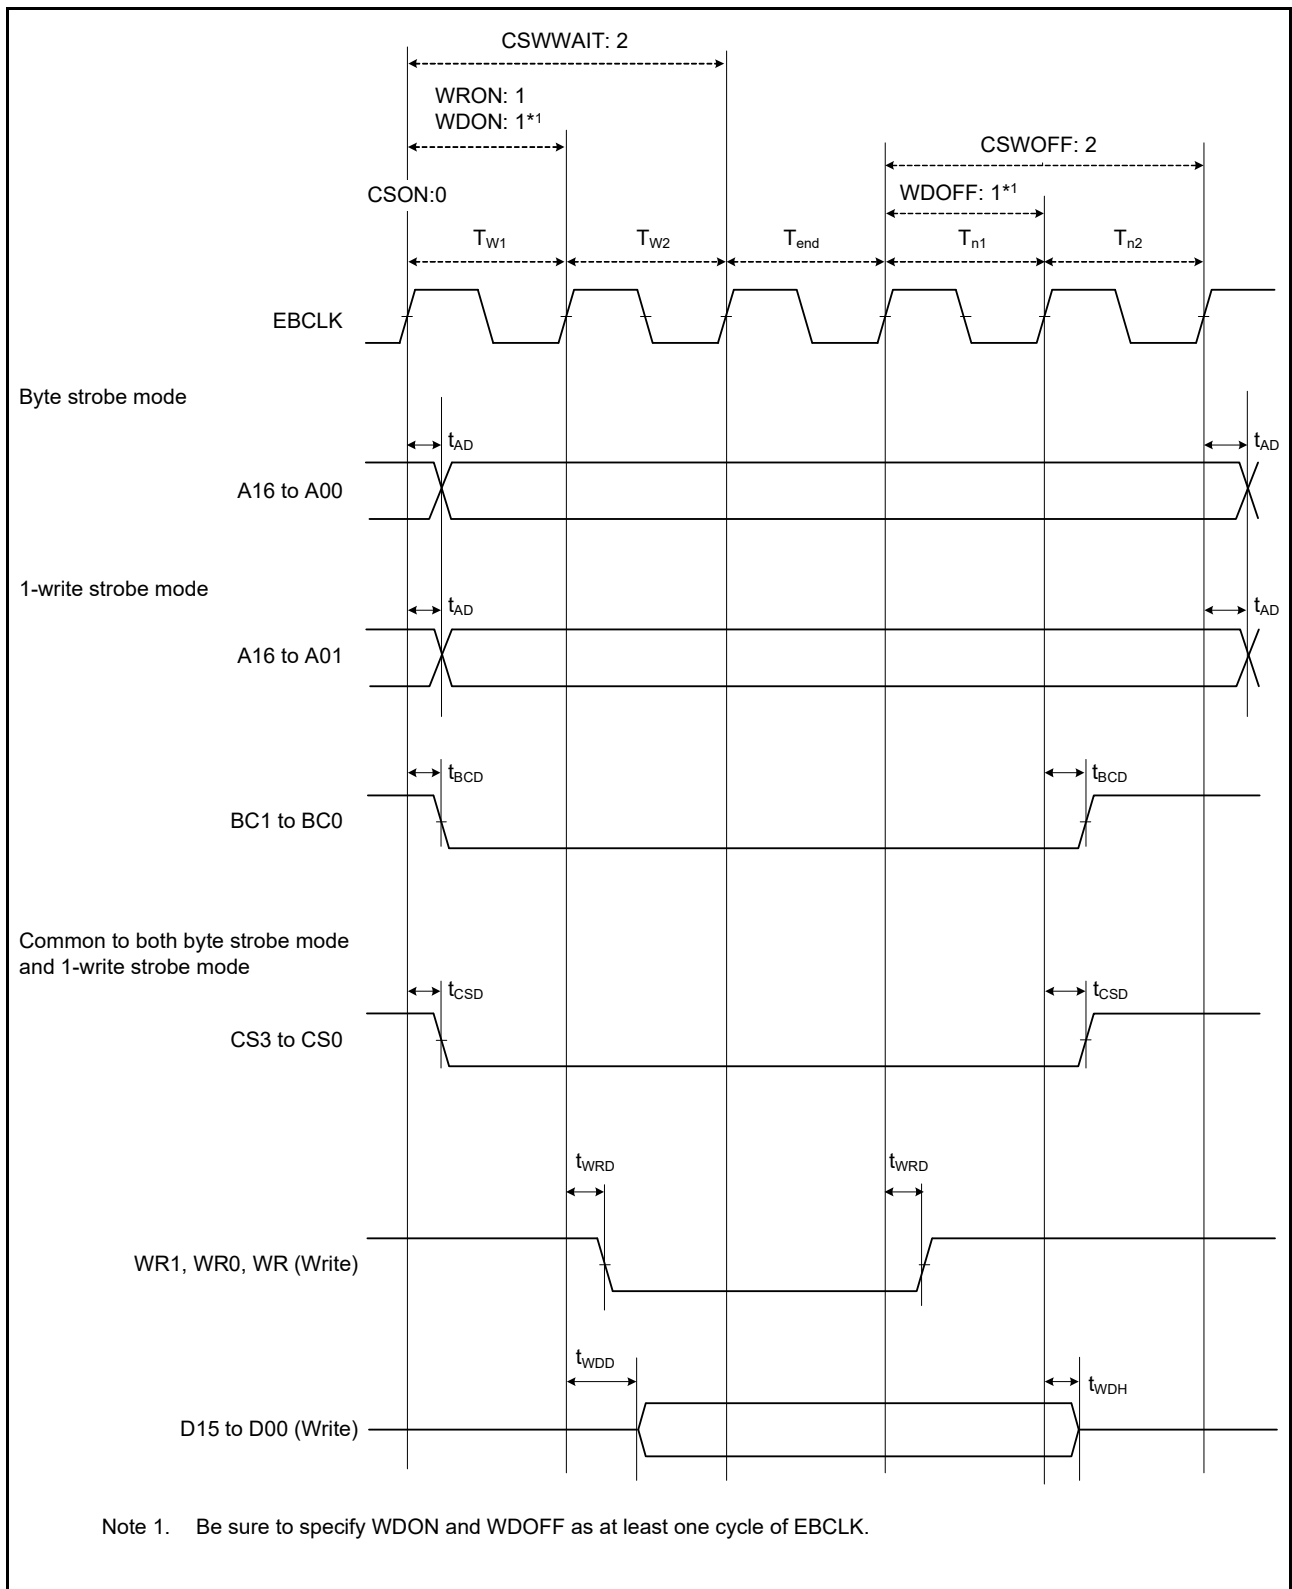 CSWWAIT: 2
WRON: 1
WDON: 1*1
CSWOFF: 2
WDOFF: 1*1
CSON:0
TW1 TW2 Tend Tn1 Tn2
EBCLK
Byte strobe mode
tAD tAD
A16 to A00
1-write strobe mode
tAD tAD
A16 to A01
tBCD tBCD
BC1 to BC0
Common to both byte strobe mode
and 1-write strobe mode
tCSD tCSD
CS3 to CS0
tWRD tWRD
WR1, WR0, WR (Write)
tWDD tWDH
D15 to D00 (Write)
Note 1. Be sure to specify WDON and WDOFF as at least one cycle of EBCLK.